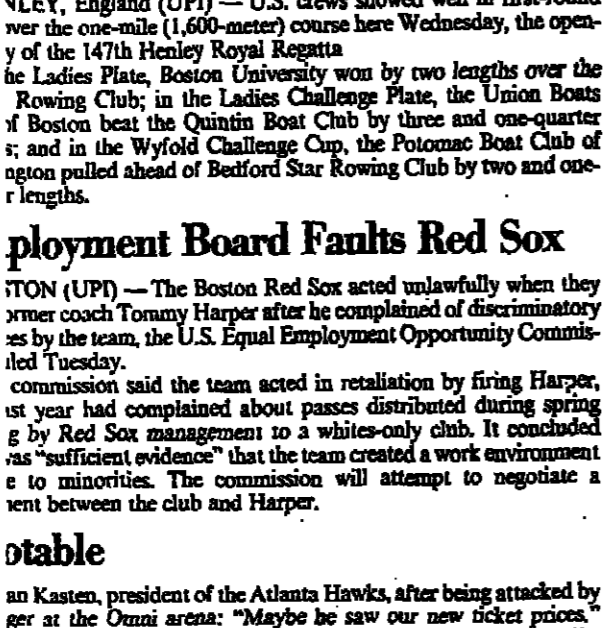 NLEY, England (UPI) — U.S. crews showed well in first-round
over the one-mile (1,600-meter) course here Wednesday, the open-
y of the 147th Henley Royal Regatta
he Ladies Plate, Boston University won by two lengths over the
Rowing Club; in the Ladies Challenge Plate, the Union Boats
of Boston beat the Quintin Boat Club by three and one-quarter
s; and in the Wyfold Challenge Cup, the Potomac Boat Club of
ngton pulled ahead of Bedford Star Rowing Club by two and one-
r lengths.
ployment Board Faults Red Sox
STON (UPI) — The Boston Red Sox acted unlawfully when they
ormer coach Tommy Harper after he complained of discriminatory
es by the team, the U.S. Equal Employment Opportunity Commis-
uled Tuesday.
commission said the team acted in retaliation by firing Harper,
ast year had complained about passes distributed during spring
g by Red Sox management to a whites-only club. It concluded
was "sufficient evidence" that the team created a work environment
e to minorities. The commission will attempt to negotiate a
ment between the club and Harper.
otable
an Kasten, president of the Atlanta Hawks, after being attacked by
ger at the Omni arena: "Maybe he saw our new ticket prices."